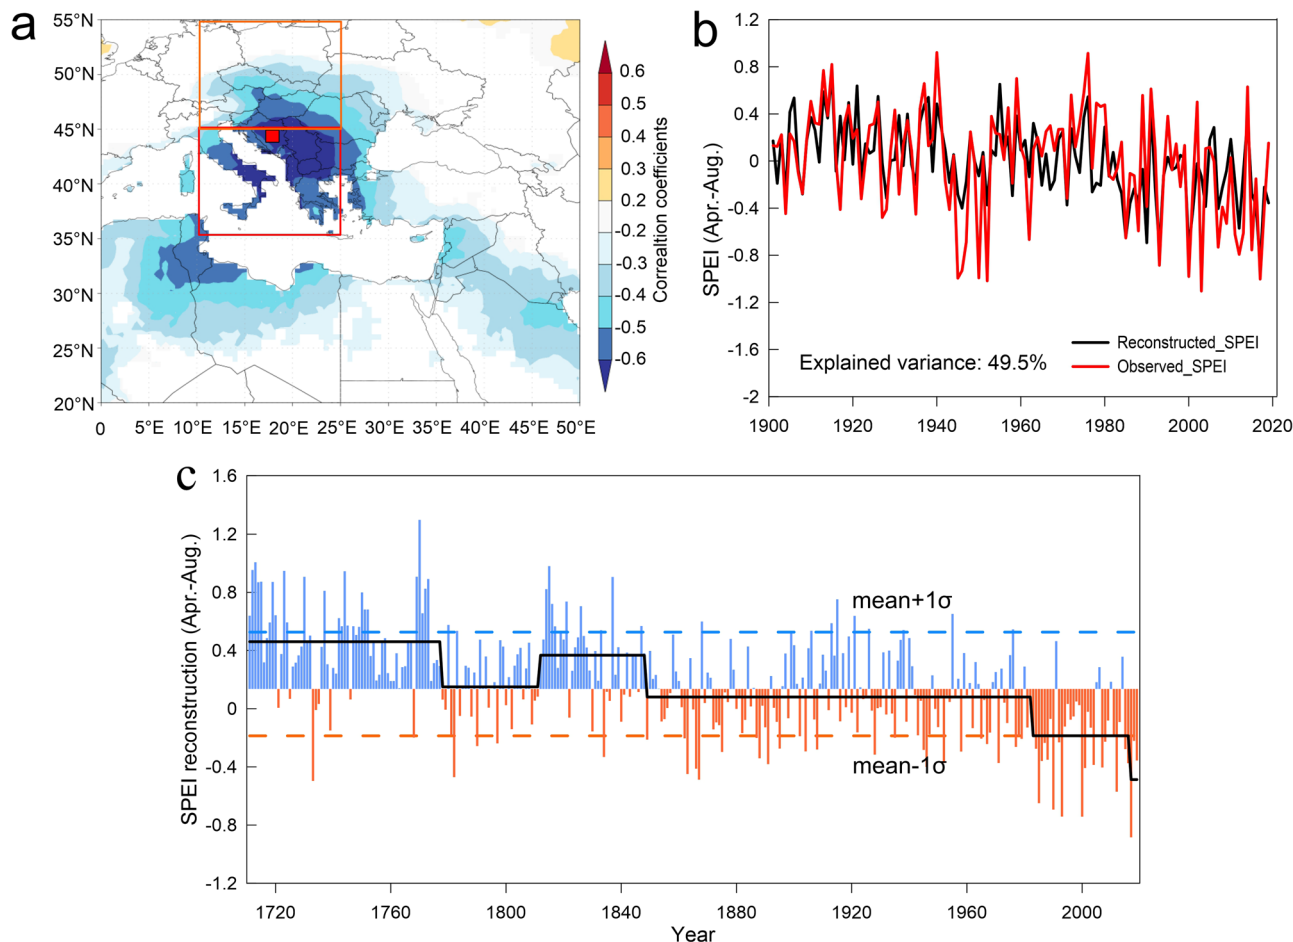 a
55°N
50°N
45°N
40°N
35°N
30°N
25°N
20°N
0
5°E
10°E
15°E
20°E
25°E
30°E
35°E
40°E
45°E
50°E
0.6
0.5
0.4
0.3
0.2
-0.2
-0.3
-0.4
-0.5
-0.6
Correaltion coefficients
b
1.2
0.8
0.4
0
-0.4
-0.8
-1.2
-1.6
-2
SPEI (Apr.-Aug.)
Explained variance: 49.5%
Reconstructed_SPEI
Observed_SPEI
1900
1920
1940
1960
1980
2000
2020
c
1.6
1.2
0.8
0.4
0
-0.4
-0.8
-1.2
SPEI reconstruction (Apr.-Aug.)
mean+1σ
mean-1σ
1720
1760
1800
1840
1880
1920
1960
2000
Year